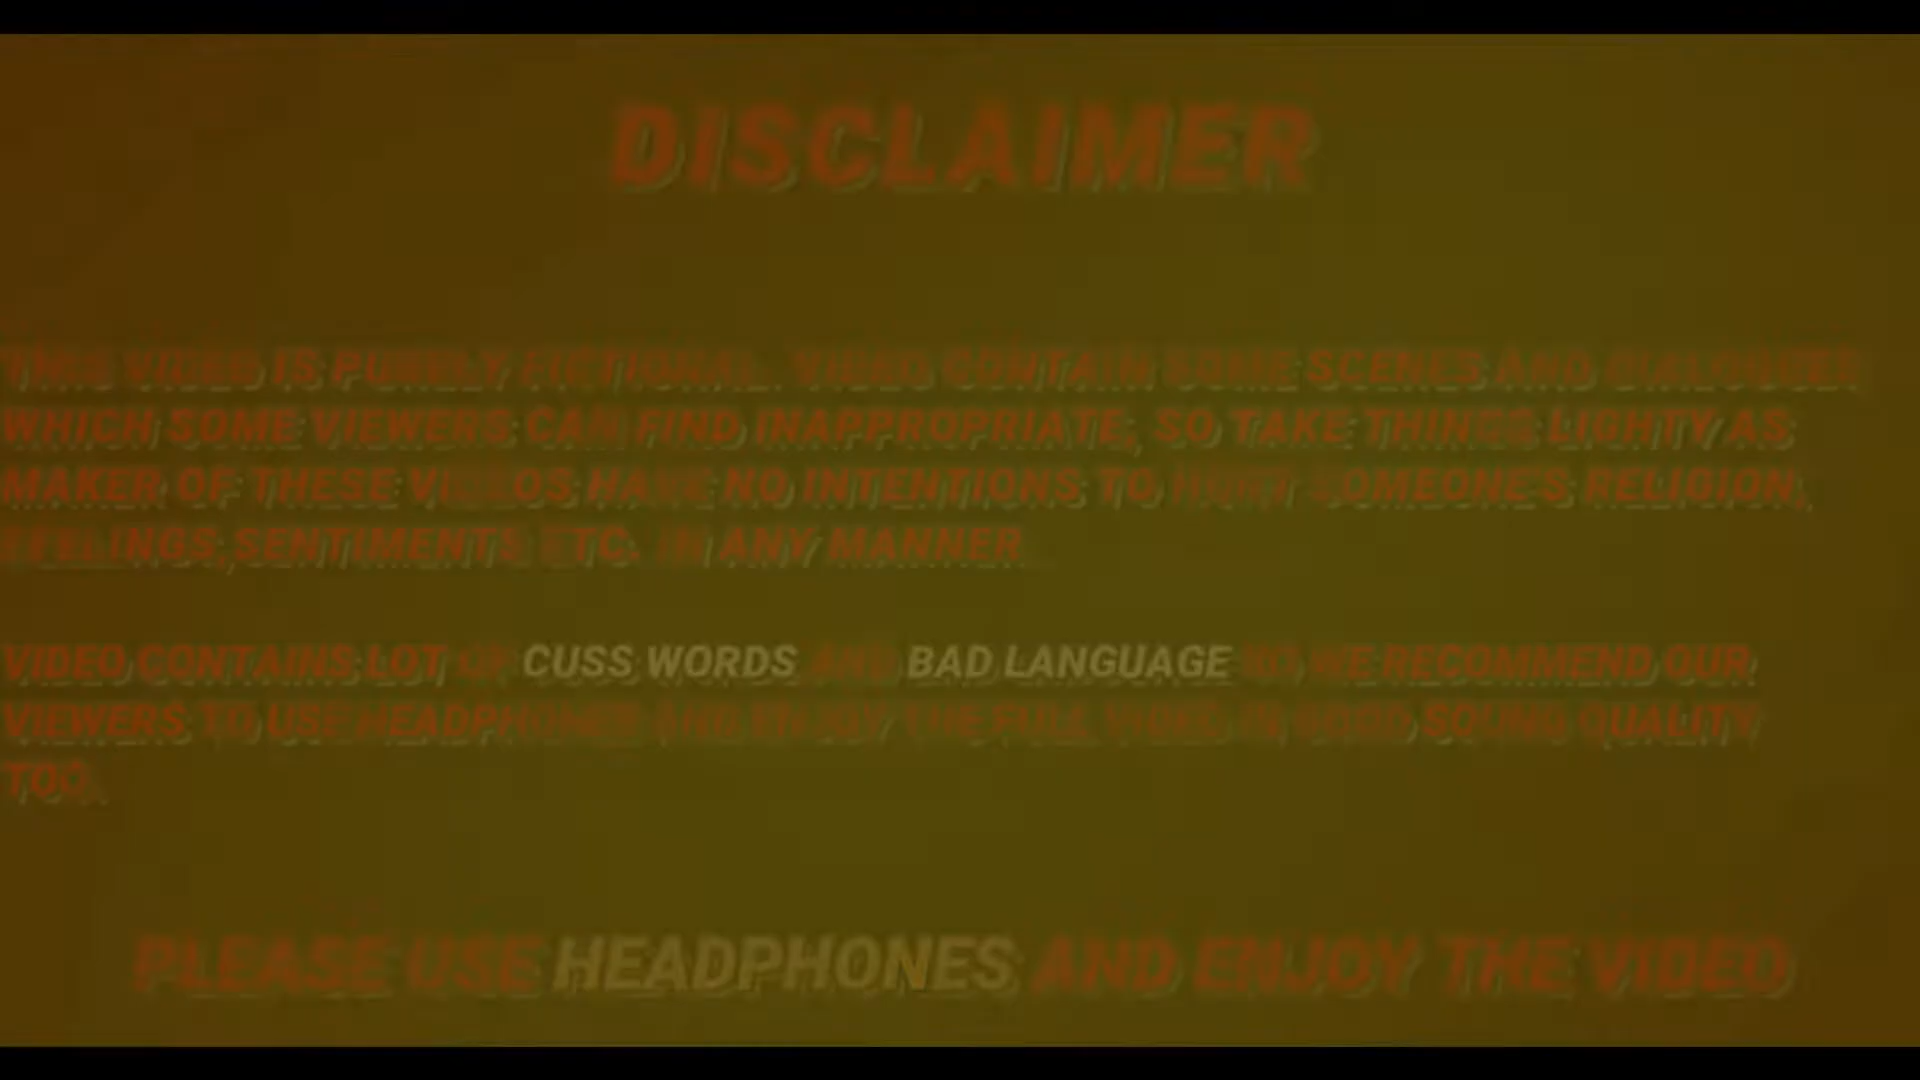 DISCLAIMER
THIS VIDEO IS PURELY FICTIONAL. VIDEO CONTAIN SOME SCENES AND DIALOGUES
WHICH SOME VIEWERS CAN FIND INAPPROPRIATE, SO TAKE THINGS LIGHTY AS
MAKER OF THESE VIDEOS HAVE NO INTENTIONS TO HURT SOMEONE'S RELIGION,
FEELINGS,SENTIMENTS ETC. IN ANY MANNER
VIDEO CONTAINS LOT OF CUSS WORDS AND BAD LANGUAGE SO WE RECOMMEND OUR
VIEWERS TO USE HEADPHONES AND ENJOY THE FULL VIDEO IN GOOD SOUND QUALITY
TOO.
PLEASE USE HEADPHONES AND ENJOY THE VIDEO